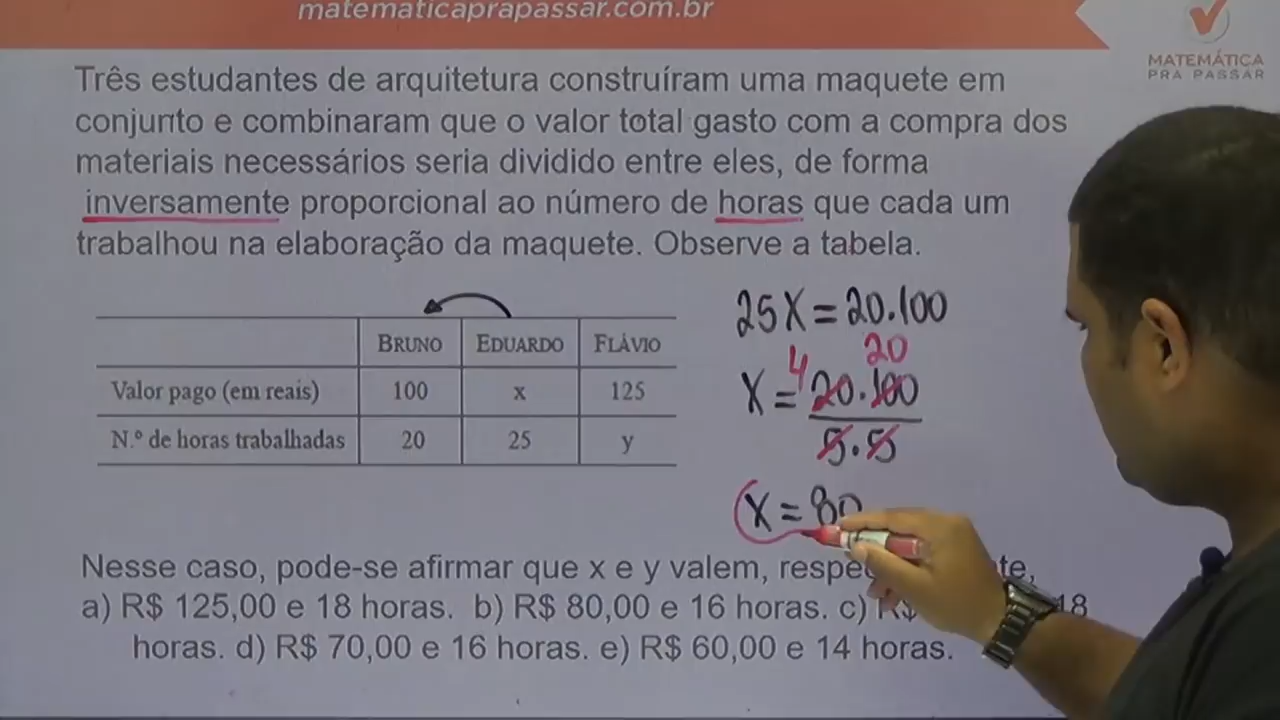 matematicaprapassar.com.br
MATEMÁTICA
PRA PASSAR
Três estudantes de arquitetura construíram uma maquete em
conjunto e combinaram que o valor total gasto com a compra dos
materiais necessários seria dividido entre eles, de forma
inversamente proporcional ao número de horas que cada um
trabalhou na elaboração da maquete. Observe a tabela.
BRUNO EDUARDO FLÁVIO
Valor pago (em reais) 100 x 125
N.º de horas trabalhadas 20 25 y
25X=20.100
4 20
X=20.100
5.5
X=80
Nesse caso, pode-se afirmar que x e y valem,
a) R$ 125,00 e 18 horas. b) R$ 80,00 e 16 horas. c) R$ 18
horas. d) R$ 70,00 e 16 horas. e) R$ 60,00 e 14 horas.